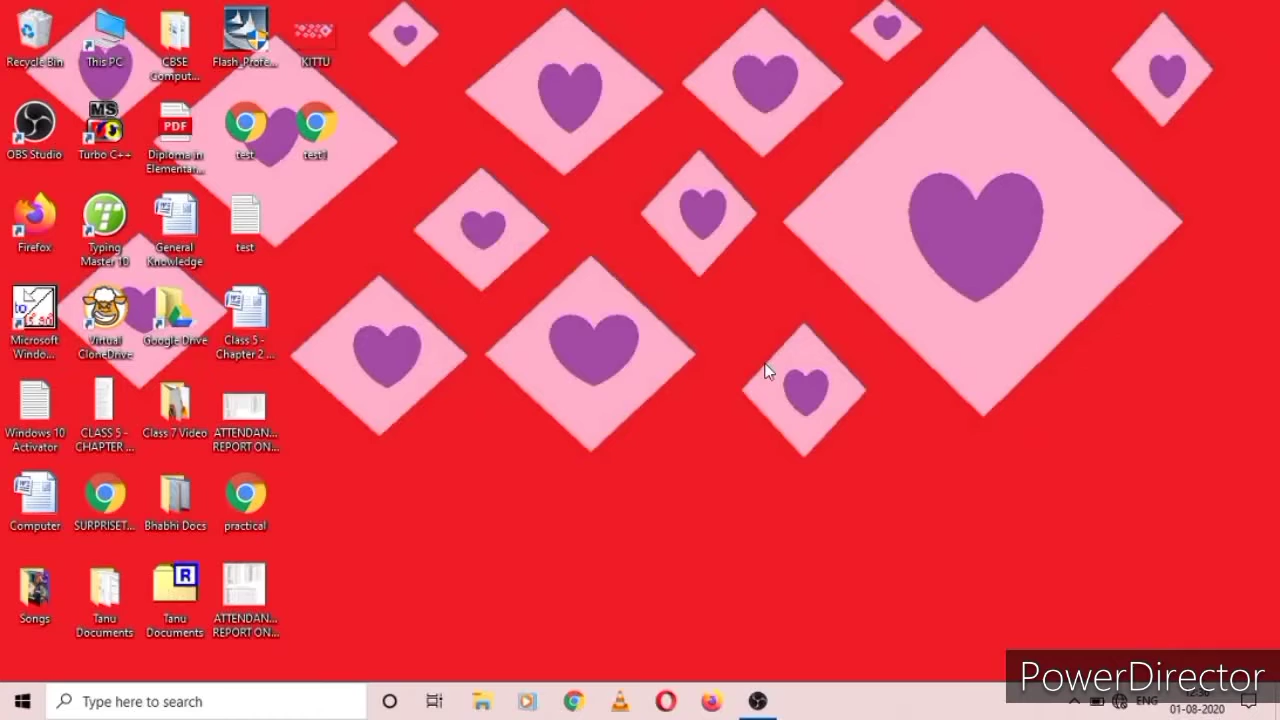 Recycle Bin
This PC
CBSE
Comput...
Flash_Profe...
KITTU
OBS Studio
MS
Turbo C++
PDF
Diploma in
Elementar...
test
test1
Firefox
Typing
Master 10
General
Knowledge
test
Microsoft
Windo...
Virtual
CloneDrive
Google Drive
Class 5 -
Chapter 2 ...
Windows 10
Activator
CLASS 5 -
CHAPTER ...
Class 7 Video
ATTENDAN...
REPORT ON...
Computer
SURPRISET...
Bhabhi Docs
practical
Songs
Tanu
Documents
R
Tanu
Documents
ATTENDAN...
REPORT ON...
PowerDirector
Type here to search
ENG
01-08-2020